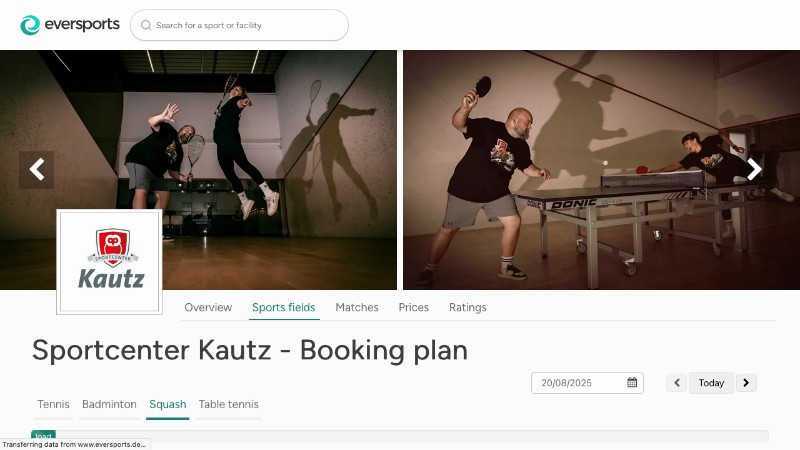 eversports
Search for a sport or facility
DONIC
DONIC
SPORTCENTER
Kautz
Overview
Sports fields
Matches
Prices
Ratings
Sportcenter Kautz - Booking plan
20/08/2025
Today
Tennis
Badminton
Squash
Table tennis
Transferring data from www.eversports.de...